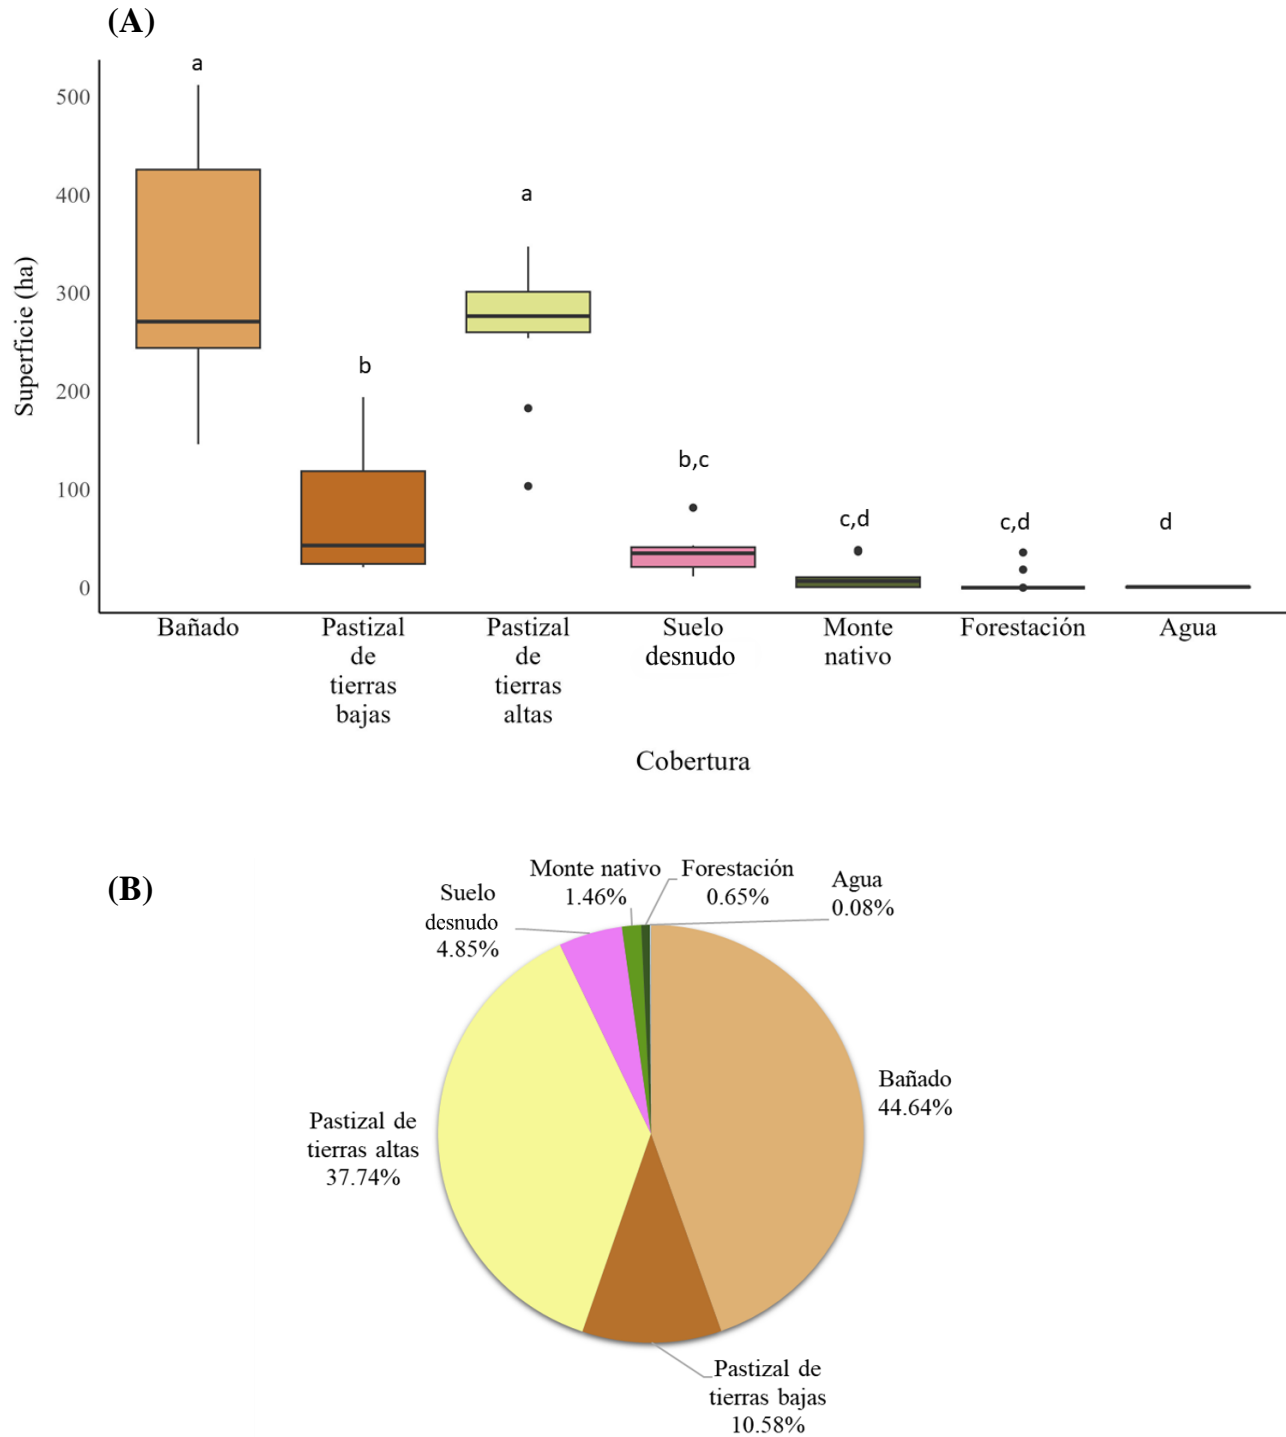 (A)
a
500
400
a
Superficie (ha)
300
b
200
b,c
100
c,d
c,d
d
0
Bañado
Pastizal
de
tierras
bajas
Pastizal
de
tierras
altas
Suelo
desnudo
Monte
nativo
Forestación
Agua
Cobertura
(B)
Suelo
desnudo
4.85%
Monte nativo
1.46%
Forestación
0.65%
Agua
0.08%
Bañado
44.64%
Pastizal de
tierras altas
37.74%
Pastizal de
tierras bajas
10.58%